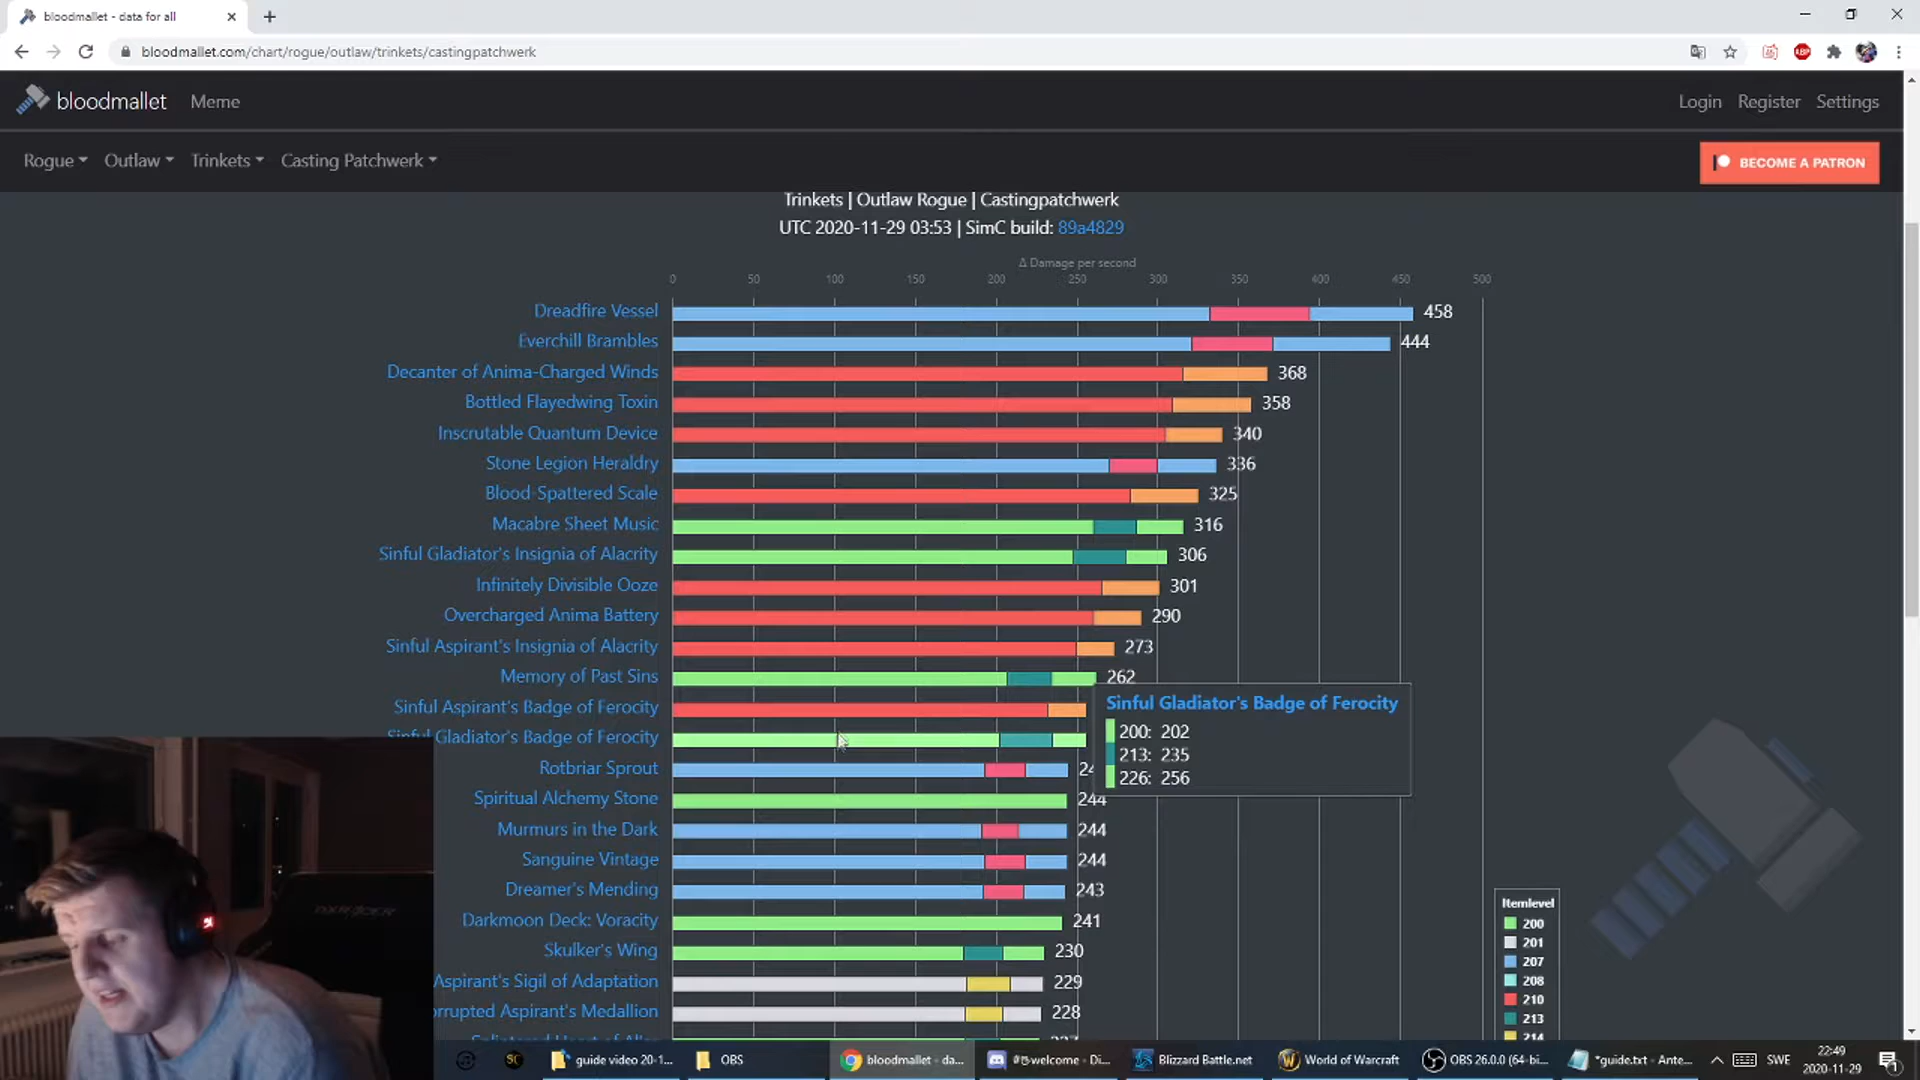 bloodmallet - data for all
bloodmallet.com/chart/rogue/outlaw/trinkets/castingpatchwerk
bloodmallet Meme Login Register Settings
Rogue Outlaw Trinkets Casting Patchwerk BECOME A PATRON
Trinkets | Outlaw Rogue | Castingpatchwerk
UTC 2020-11-29 03:53 | SimC build: 89a4829
Δ Damage per second
0 50 100 150 200 250 300 350 400 450 500
Dreadfire Vessel 458
Everchill Brambles 444
Decanter of Anima-Charged Winds 368
Bottled Flayedwing Toxin 358
Inscrutable Quantum Device 340
Stone Legion Heraldry 336
Blood-Spattered Scale 325
Macabre Sheet Music 316
Sinful Gladiator's Insignia of Alacrity 306
Infinitely Divisible Ooze 301
Overcharged Anima Battery 290
Sinful Aspirant's Insignia of Alacrity 273
Memory of Past Sins 262
Sinful Aspirant's Badge of Ferocity
Sinful Gladiator's Badge of Ferocity
Sinful Gladiator's Badge of Ferocity
200: 202
213: 235
226: 256
Rotbriar Sprout 24
Spiritual Alchemy Stone 244
Murmurs in the Dark 244
Sanguine Vintage 244
Dreamer's Mending 243
Darkmoon Deck: Voracity 241
Skulker's Wing 230
Aspirant's Sigil of Adaptation 229
rrupted Aspirant's Medallion 228
Itemlevel
200
201
207
208
210
213
214
guide video 20-1... OBS bloodmallet - da... #welcome - Di... Blizzard Battle.net World of Warcraft OBS 26.0.0 (64-bi... *guide.txt - Ante... SWE 22:49
2020-11-29